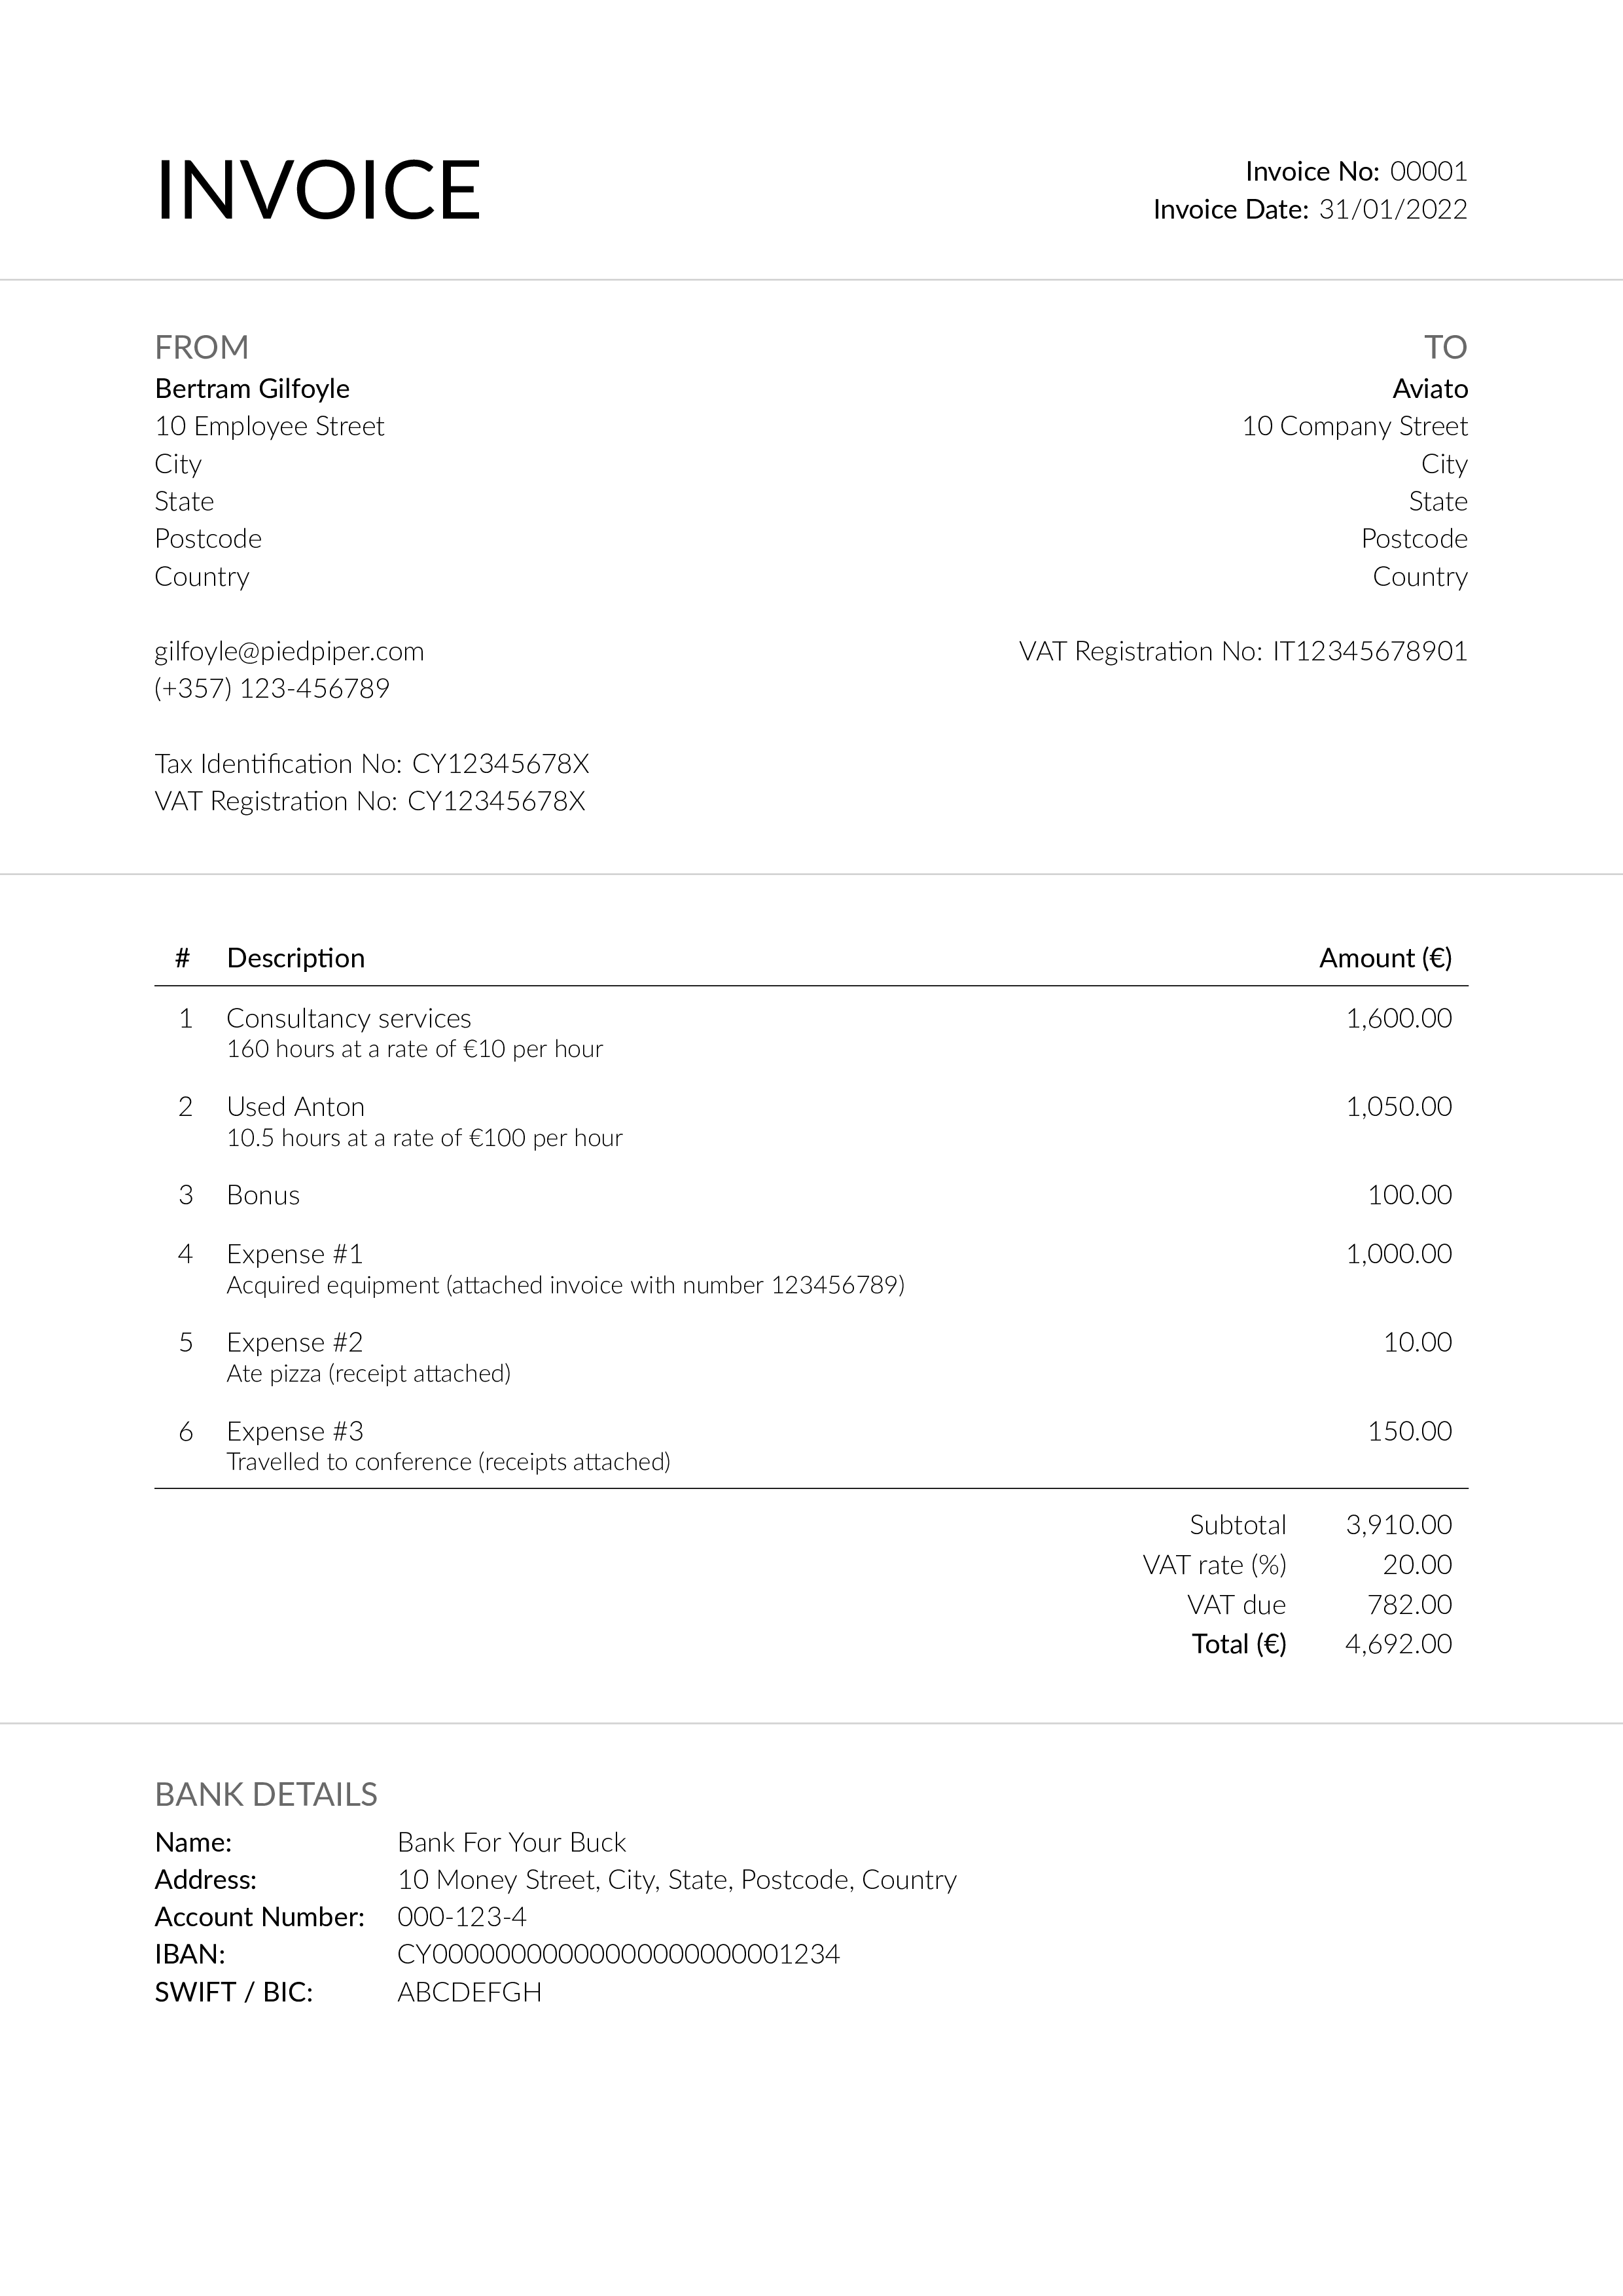 INVOICE
Invoice No: 00001
Invoice Date: 31/01/2022
FROM
Bertram Gilfoyle
10 Employee Street
City
State
Postcode
Country
gilfoyle@piedpiper.com
(+357) 123-456789
Tax Identification No: CY12345678X
VAT Registration No: CY12345678X
TO
Aviato
10 Company Street
City
State
Postcode
Country
VAT Registration No: IT12345678901
# Description Amount (€)
1 Consultancy services 1,600.00
160 hours at a rate of €10 per hour
2 Used Anton 1,050.00
10.5 hours at a rate of €100 per hour
3 Bonus 100.00
4 Expense #1 1,000.00
Acquired equipment (attached invoice with number 123456789)
5 Expense #2 10.00
Ate pizza (receipt attached)
6 Expense #3 150.00
Travelled to conference (receipts attached)
Subtotal 3,910.00
VAT rate (%) 20.00
VAT due 782.00
Total (€) 4,692.00
BANK DETAILS
Name: Bank For Your Buck
Address: 10 Money Street, City, State, Postcode, Country
Account Number: 000-123-4
IBAN: CY00000000000000000000001234
SWIFT / BIC: ABCDEFGH